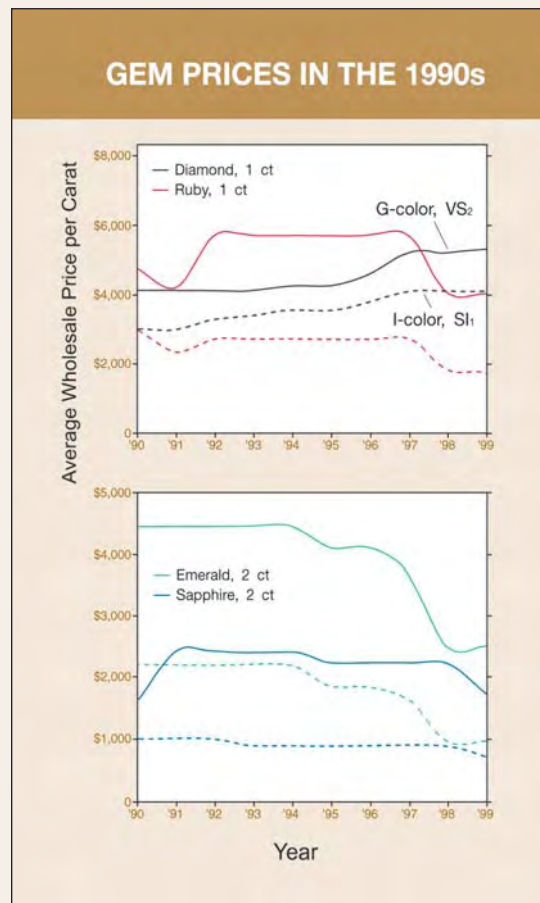 GEM PRICES IN THE 1990s
Average Wholesale Price per Carat
$8,000
$6,000
$4,000
$2,000
0
Diamond, 1 ct
Ruby, 1 ct
G-color, VS₂
I-color, SI₁
'90 '91 '92 '93 '94 '95 '96 '97 '98 '99
$5,000
$4,000
$3,000
$2,000
$1,000
0
Emerald, 2 ct
Sapphire, 2 ct
'90 '91 '92 '93 '94 '95 '96 '97 '98 '99
Year